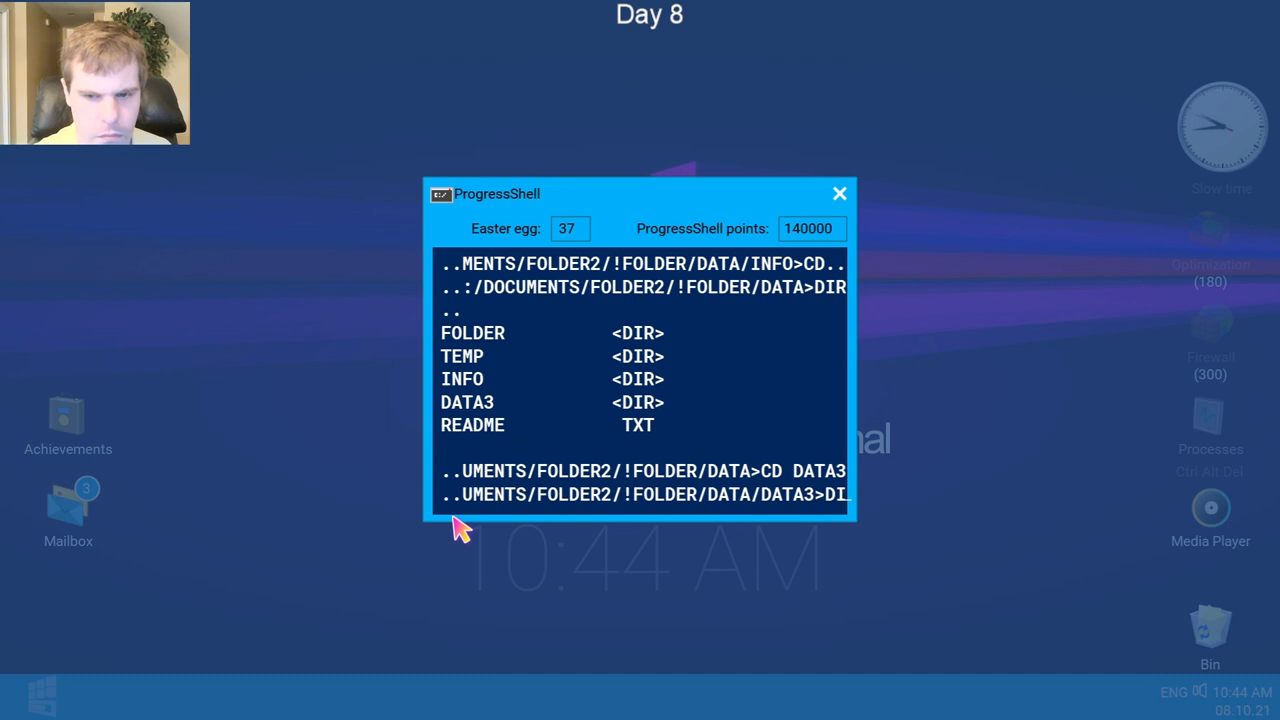 Day 8
ProgressShell
Easter egg: 37 ProgressShell points: 140000
..MENTS/FOLDER2/!FOLDER/DATA/INFO>CD..
..:/DOCUMENTS/FOLDER2/!FOLDER/DATA>DIR
..
FOLDER <DIR>
TEMP <DIR>
INFO <DIR>
DATA3 <DIR>
README TXT
..UMENTS/FOLDER2/!FOLDER/DATA>CD DATA3
..UMENTS/FOLDER2/!FOLDER/DATA/DATA3>DI_
Achievements
3
Mailbox
10:44 AM
Slow time
Optimization
(180)
Firewall
(300)
Processes
Ctrl Alt Del
Media Player
Bin
ENG 10:44 AM
08.10.21